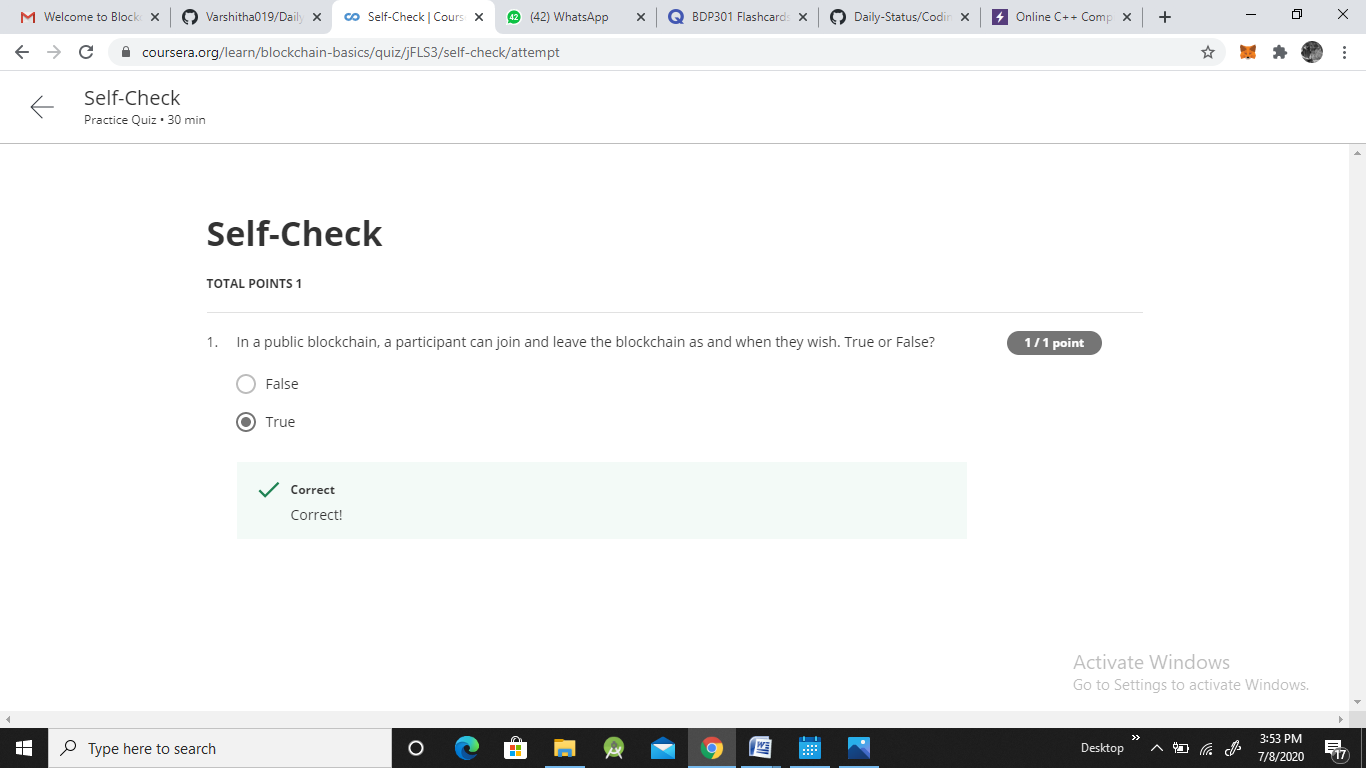 Welcome to Block
Varshitha019/Daily
Self-Check | Cours
(42) WhatsApp
BDP301 Flashcards
Daily-Status/Codin
Online C++ Comp
coursera.org/learn/blockchain-basics/quiz/jFLS3/self-check/attempt
Self-Check
Practice Quiz • 30 min
Self-Check
TOTAL POINTS 1
1. In a public blockchain, a participant can join and leave the blockchain as and when they wish. True or False?
1 / 1 point
False
True
Correct
Correct!
Activate Windows
Go to Settings to activate Windows.
Type here to search
Desktop
3:53 PM
7/8/2020
17